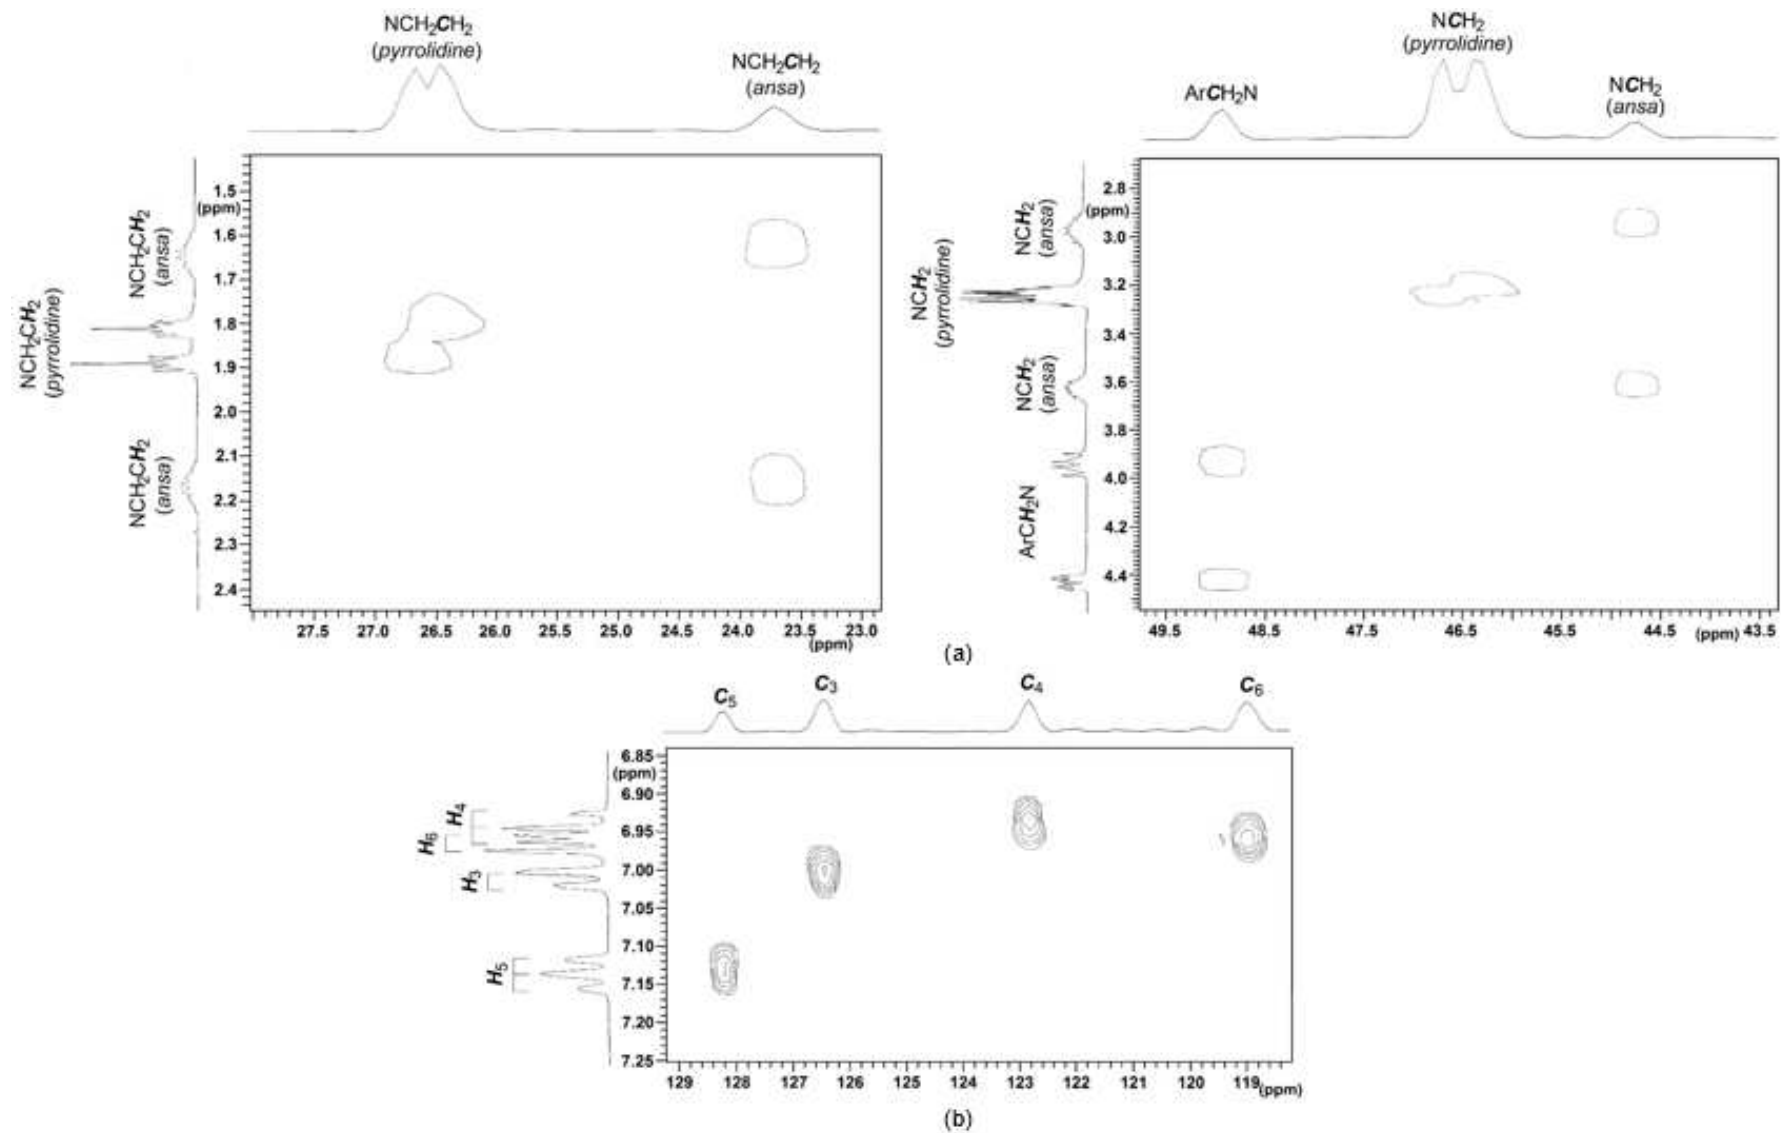 NCH₂CH₂
(pyrrolidine)
NCH₂CH₂
(ansa)
NCH₂CH₂
(ansa)
NCH₂CH₂
(pyrrolidine)
NCH₂CH₂
(ansa)
1.5
(ppm)
1.6
1.7
1.8
1.9
2.0
2.1
2.2
2.3
2.4
27.5 27.0 26.5 26.0 25.5 25.0 24.5 24.0 23.5 23.0
(ppm)
ArCH₂N
NCH₂
(pyrrolidine)
NCH₂
(ansa)
NCH₂
(ansa)
NCH₂
(pyrrolidine)
NCH₂
(ansa)
ArCH₂N
2.8
(ppm)
3.0
3.2
3.4
3.6
3.8
4.0
4.2
4.4
49.5 48.5 47.5 46.5 45.5 44.5 (ppm) 43.5
(a)
C₅ C₃ C₄ C₆
H₄
H₆
H₃
H₅
6.85
(ppm)
6.90
6.95
7.00
7.05
7.10
7.15
7.20
7.25
129 128 127 126 125 124 123 122 121 120 119 (ppm)
(b)